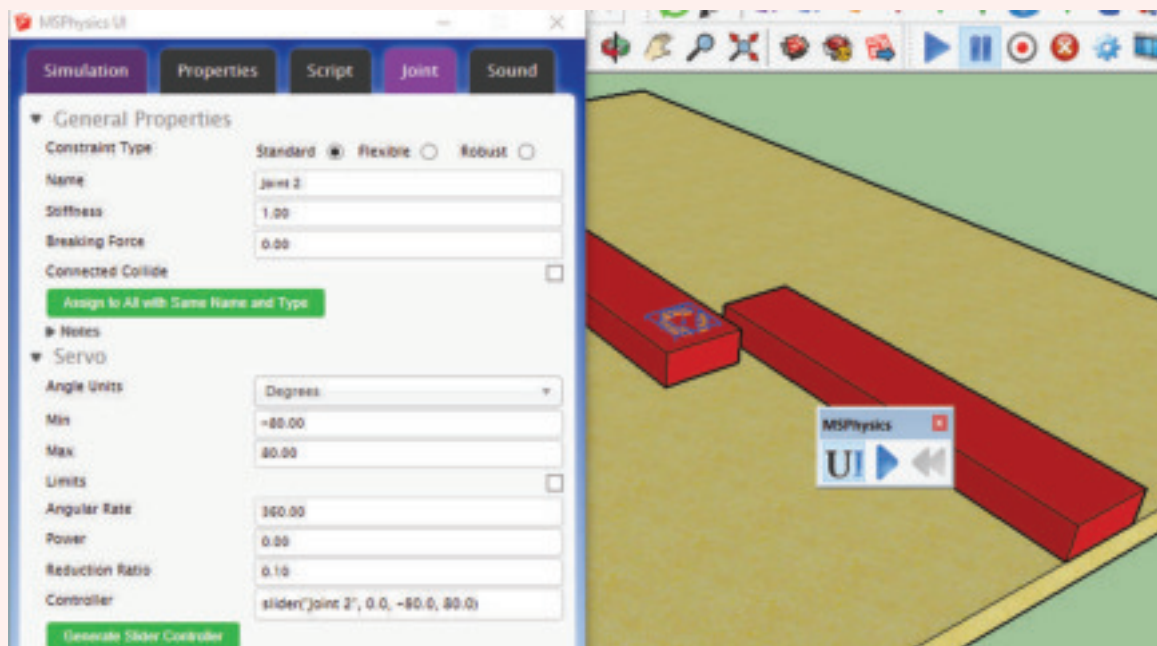 MSPhysics UI
Simulation Properties Script Joint Sound
General Properties
Constraint Type Standard Flexible Robust
Name Joint 2
Stiffness 1.00
Breaking Force 0.00
Connected Collide
Assign to All with Same Name and Type
Notes
Servo
Angle Units Degrees
Min -80.00
Max 80.00
Limits
Angular Rate 360.00
Power 0.00
Reduction Ratio 0.10
Controller slider("Joint 2", 0.0, -80.0, 80.0)
Generate Slider Controller
MSPhysics
UI